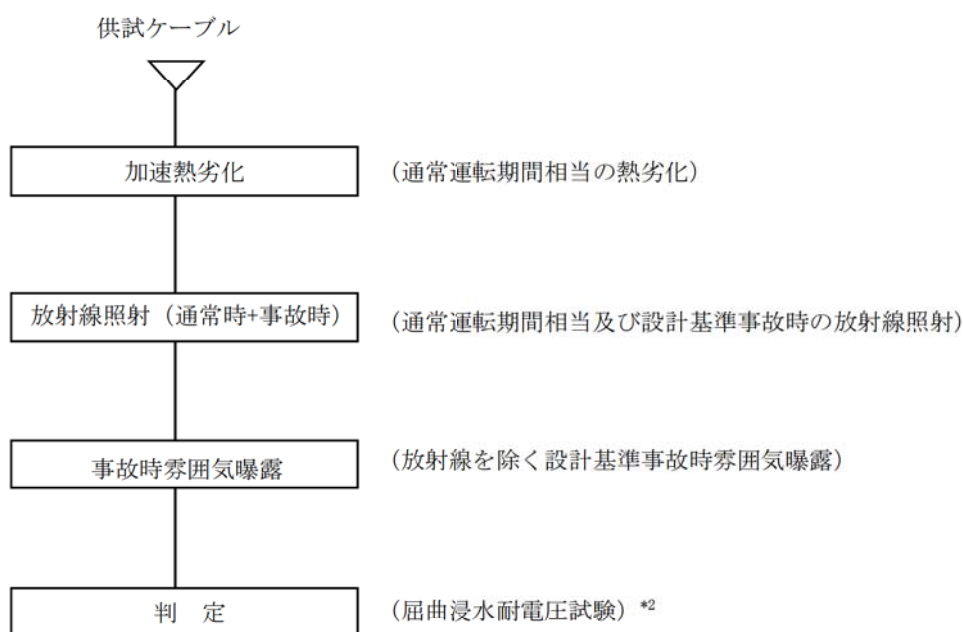 供試ケーブル
加速熱劣化 (通常運転期間相当の熱劣化)
放射線照射(通常時+事故時) (通常運転期間相当及び設計基準事故時の放射線照射)
事故時雰囲気曝露 (放射線を除く設計基準事故時雰囲気曝露)
判 定 (屈曲浸水耐電圧試験) *2